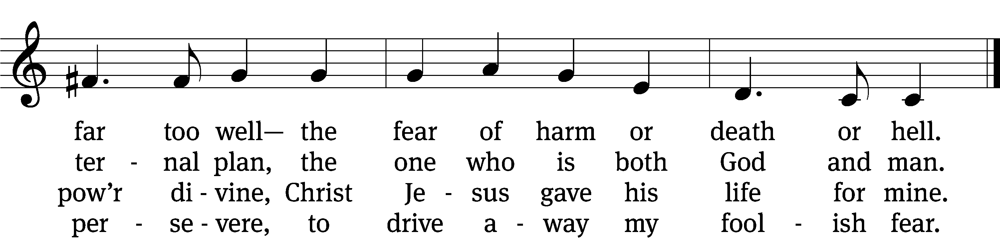 far too well— the fear of harm or death or hell.
ter - nal plan, the one who is both God and man.
pow’r di - vine, Christ Je - sus gave his life for mine.
per - se - vere, to drive a - way my fool - ish fear.